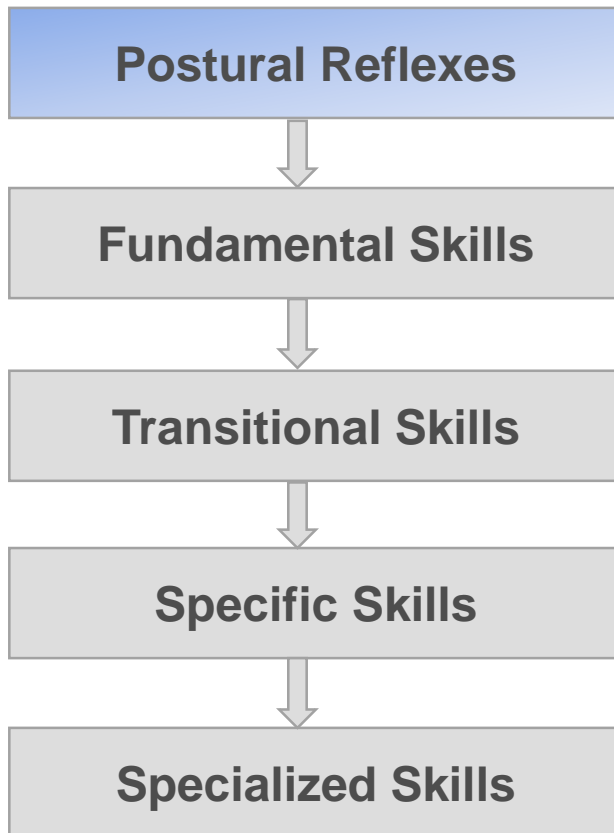 Postural Reflexes
Fundamental Skills
Transitional Skills
Specific Skills
Specialized Skills